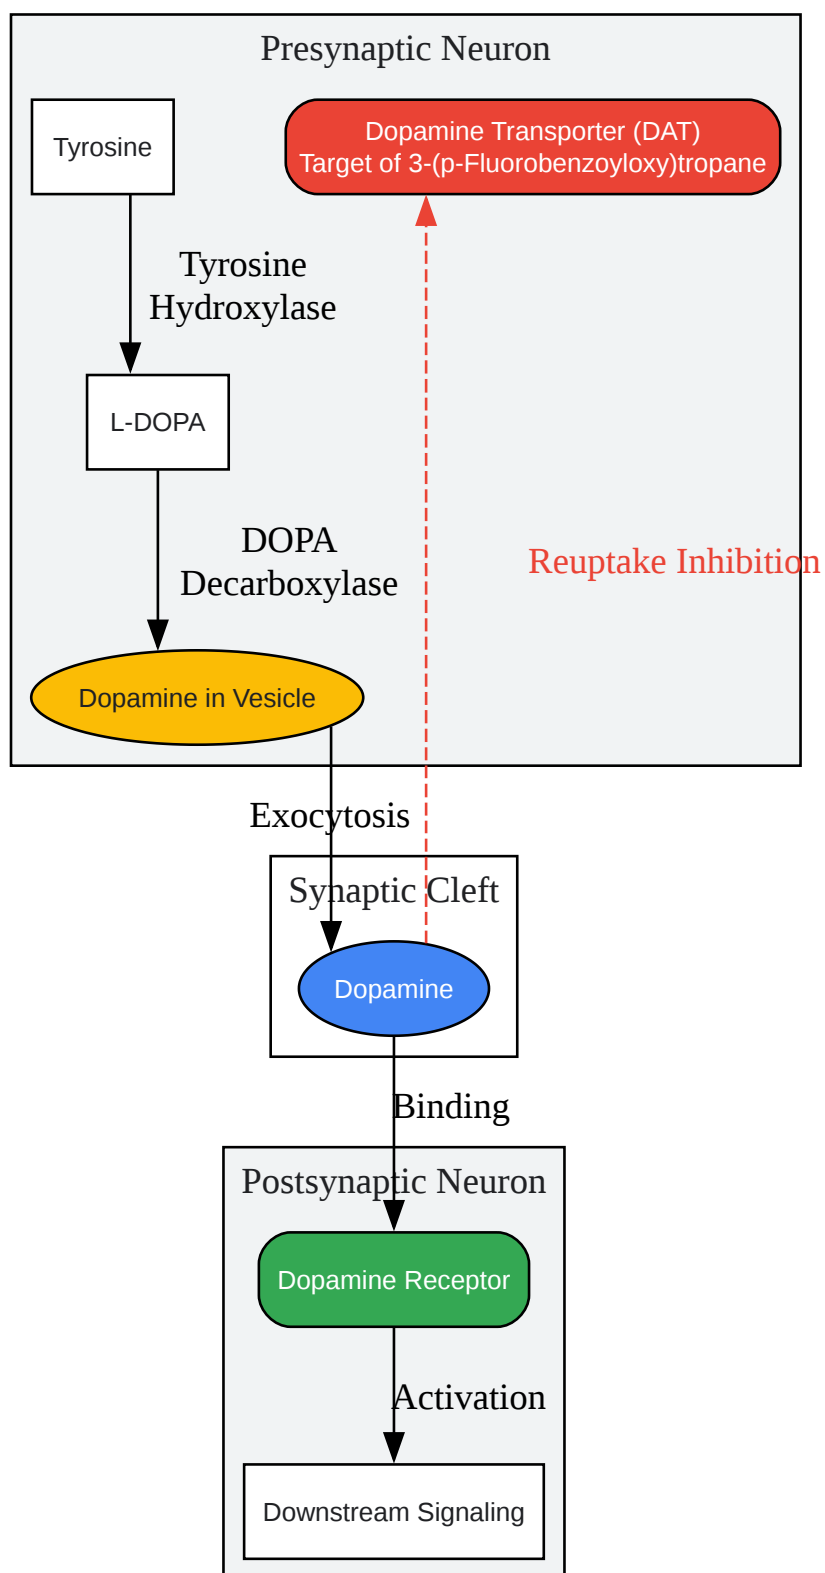 Presynaptic Neuron
Tyrosine
Dopamine Transporter (DAT)
Target of 3-(p-Fluorobenzoyloxy)tropane
Tyrosine
Hydroxylase
L-DOPA
DOPA
Decarboxylase
Reuptake Inhibition
Dopamine in Vesicle
Exocytosis
Synaptic Cleft
Dopamine
Binding
Postsynaptic Neuron
Dopamine Receptor
Activation
Downstream Signaling